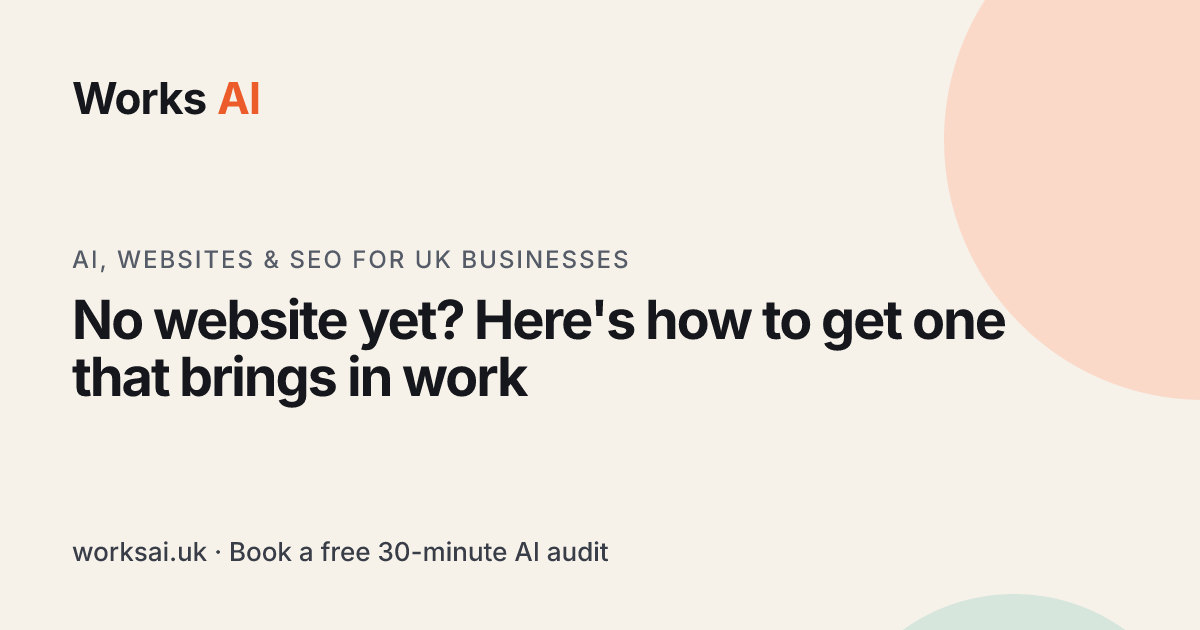 Works AI
AI, WEBSITES & SEO FOR UK BUSINESSES
No website yet? Here's how to get one
that brings in work
worksai.uk · Book a free 30-minute AI audit